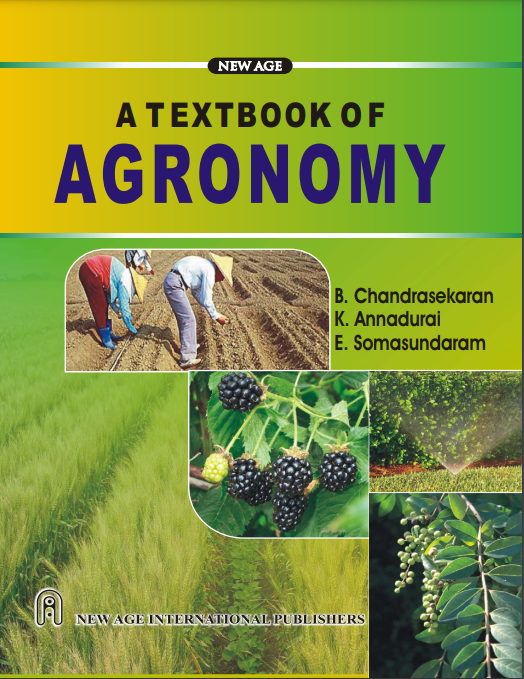 NEW AGE
A TEXTBOOK OF
AGRONOMY
B. Chandrasekaran
K. Annadurai
E. Somasundaram
NEW AGE INTERNATIONAL PUBLISHERS